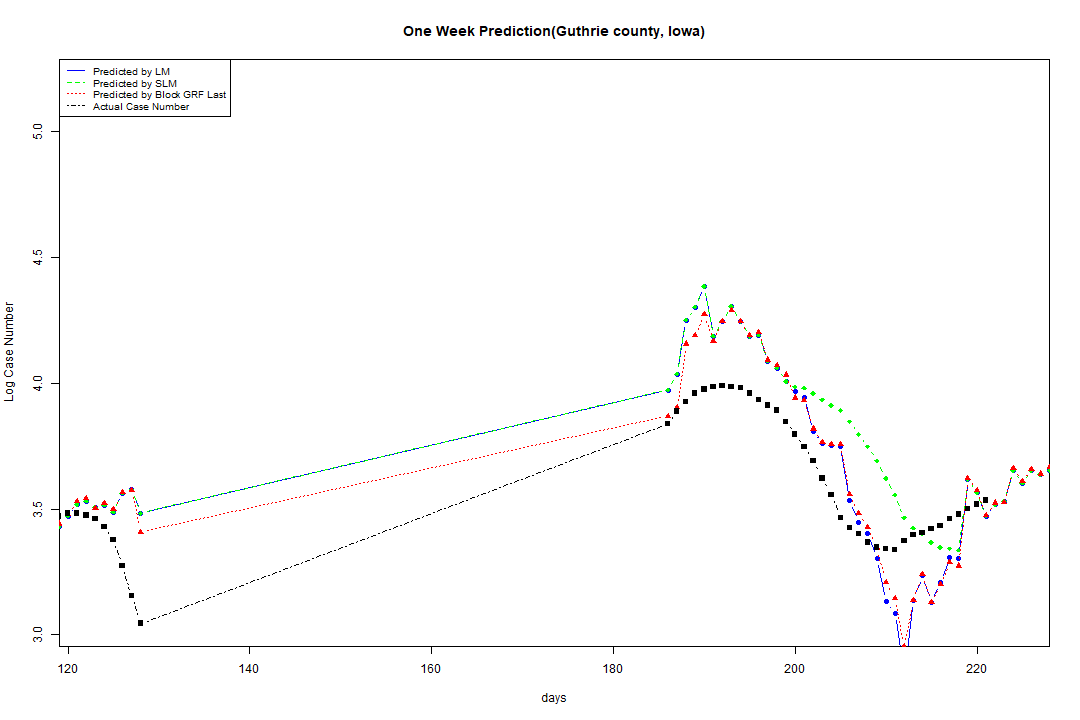 One Week Prediction(Guthrie county, Iowa)
Predicted by LM
Predicted by SLM
Predicted by Block GRF Last
Actual Case Number
Log Case Number
5.0
4.5
4.0
3.5
3.0
120 140 160 180 200 220
days